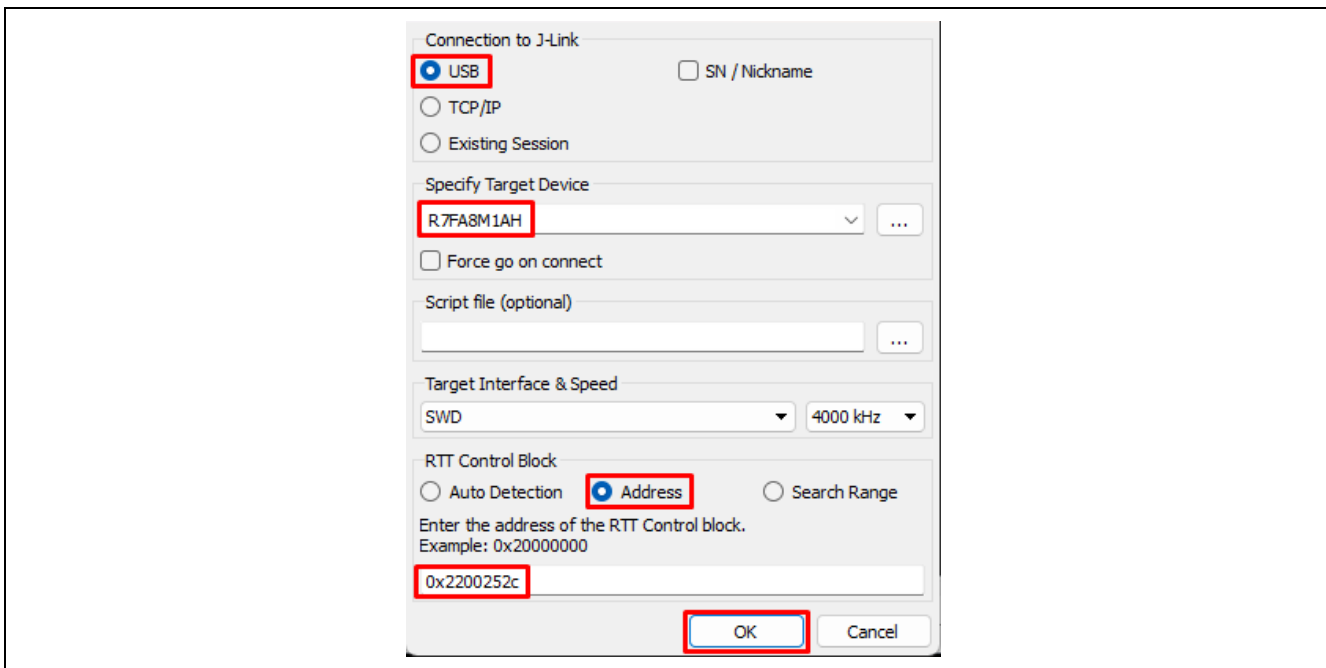 Connection to J-Link
USB
SN / Nickname
TCP/IP
Existing Session
Specify Target Device
R7FA8M1AH
...
Force go on connect
Script file (optional)
...
Target Interface & Speed
SWD
4000 kHz
RTT Control Block
Auto Detection
Address
Search Range
Enter the address of the RTT Control block.
Example: 0x20000000
0x2200252c
OK
Cancel